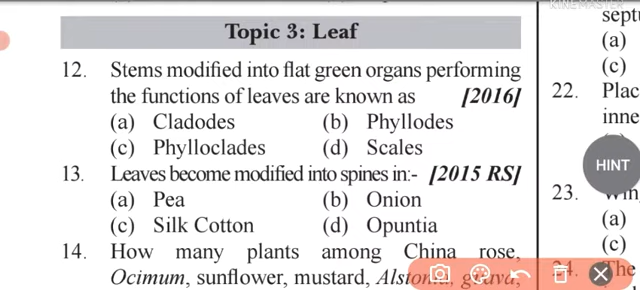 Topic 3: Leaf
12. Stems modified into flat green organs performing
the functions of leaves are known as [2016]
(a) Cladodes (b) Phyllodes
(c) Phylloclades (d) Scales
13. Leaves become modified into spines in:- [2015 RS]
(a) Pea (b) Onion
(c) Silk Cotton (d) Opuntia
14. How many plants among China rose,
Ocimum, sunflower, mustard,
KINEMASTER
(a)
(c)
22. Plac
inne
HINT
23.
(a)
(c)
The